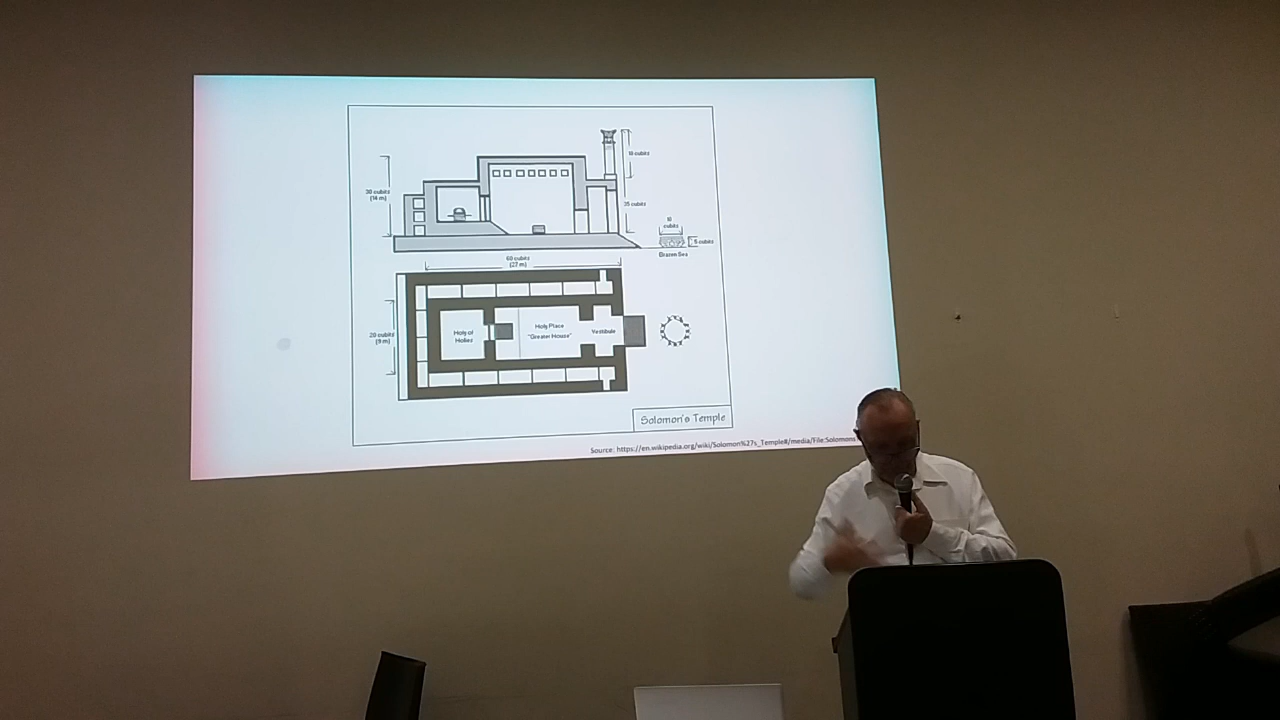 10 cubits
30 cubits
(14 m)
35 cubits
10
cubits
5 cubits
Brazen Sea
60 cubits
(27 m)
20 cubits
(9 m)
Holy of
Holies
Holy Place
"Greater House"
Vestibule
Solomon's Temple
Source: https://en.wikipedia.org/wiki/Solomon%27s_Temple#/media/File:Solomons